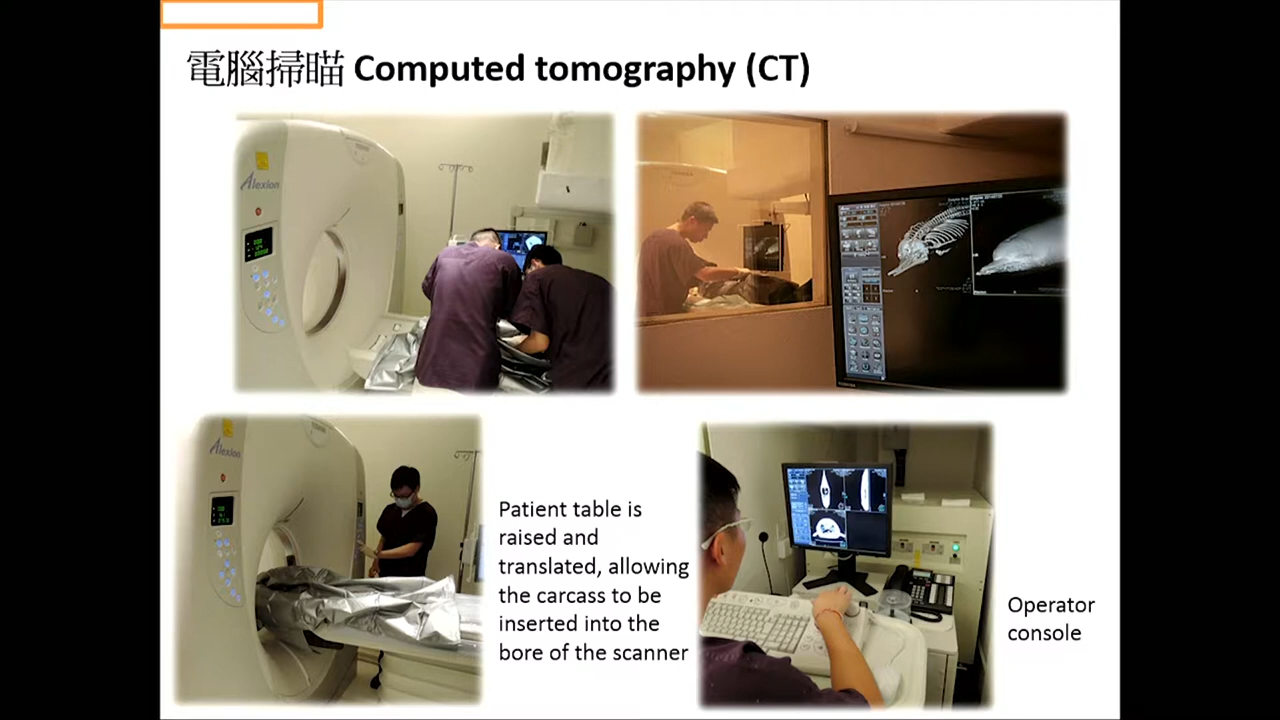 電腦掃瞄 Computed tomography (CT)
Alexion
Alexion
Patient table is
raised and
translated, allowing
the carcass to be
inserted into the
bore of the scanner
Operator
console